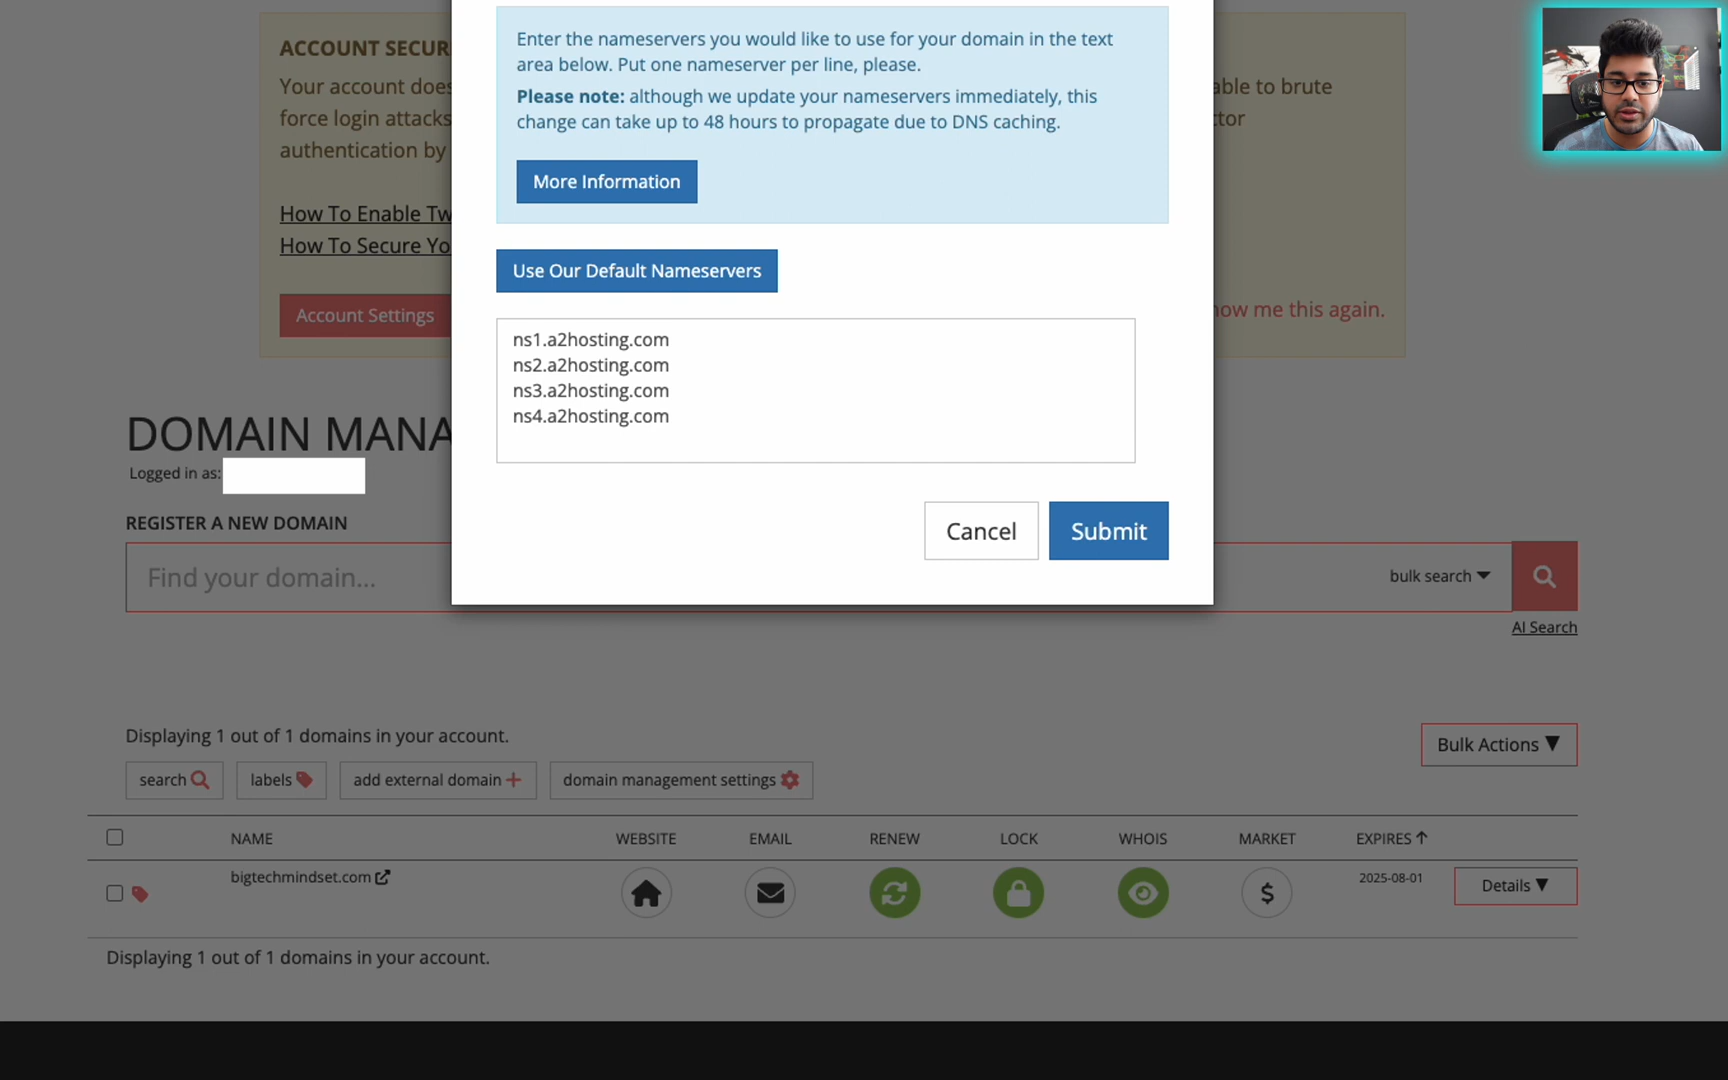 Enter the nameservers you would like to use for your domain in the text
area below. Put one nameserver per line, please.
Please note: although we update your nameservers immediately, this
change can take up to 48 hours to propagate due to DNS caching.
More Information
Use Our Default Nameservers
ns1.a2hosting.com
ns2.a2hosting.com
ns3.a2hosting.com
ns4.a2hosting.com
Cancel
Submit
ACCOUNT SECUR
Your account does
able to brute
force login attacks
ctor
authentication by
How To Enable Tw
How To Secure Yo
Account Settings
how me this again.
DOMAIN MANA
Logged in as:
REGISTER A NEW DOMAIN
Find your domain...
bulk search
AI Search
Displaying 1 out of 1 domains in your account.
Bulk Actions
search
labels
add external domain
domain management settings
NAME WEBSITE EMAIL RENEW LOCK WHOIS MARKET EXPIRES
bigtechmindset.com
$
2025-08-01
Details
Displaying 1 out of 1 domains in your account.